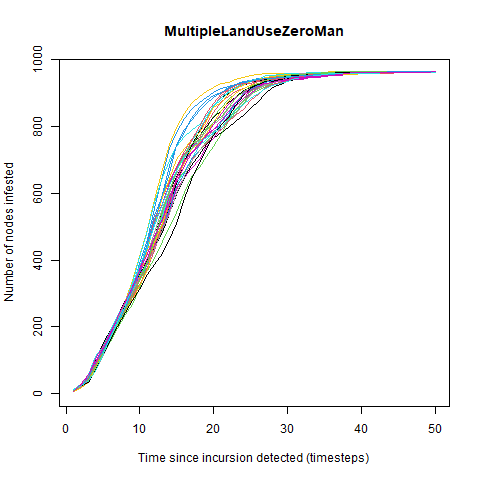 MultipleLandUseZeroMan
Number of nodes infested
1000
800
600
400
200
0
0 10 20 30 40 50
Time since incursion detected (timesteps)